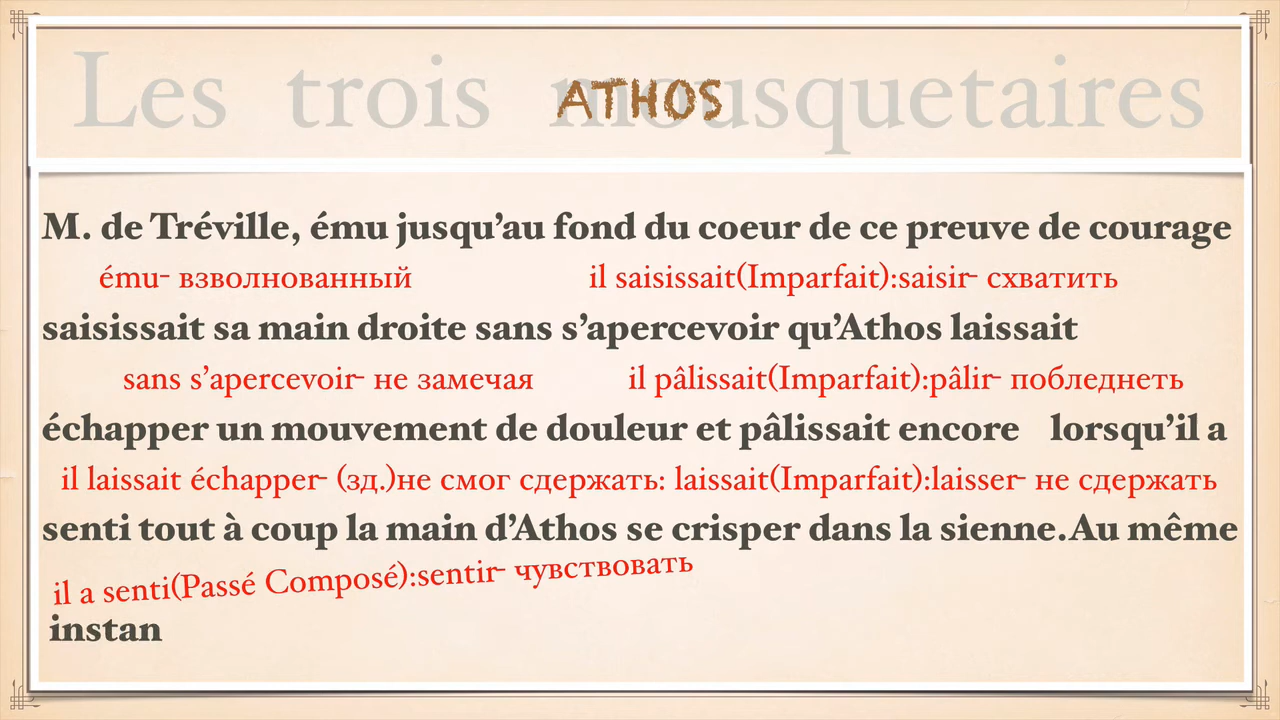 Les trois mousquetaires
ATHOS
M. de Tréville, ému jusqu’au fond du coeur de ce preuve de courage
ému- взволнованный il saisissait(Imparfait):saisir- схватить
saisissait sa main droite sans s’apercevoir qu’Athos laissait
sans s’apercevoir- не замечая il pâlissait(Imparfait):pâlir- побледнеть
échapper un mouvement de douleur et pâlissait encore lorsqu’il a
il laissait échapper- (зд.)не смог сдержать: laissait(Imparfait):laisser- не сдержать
senti tout à coup la main d’Athos se crisper dans la sienne.Au même
il a senti(Passé Composé):sentir- чувствовать
instan